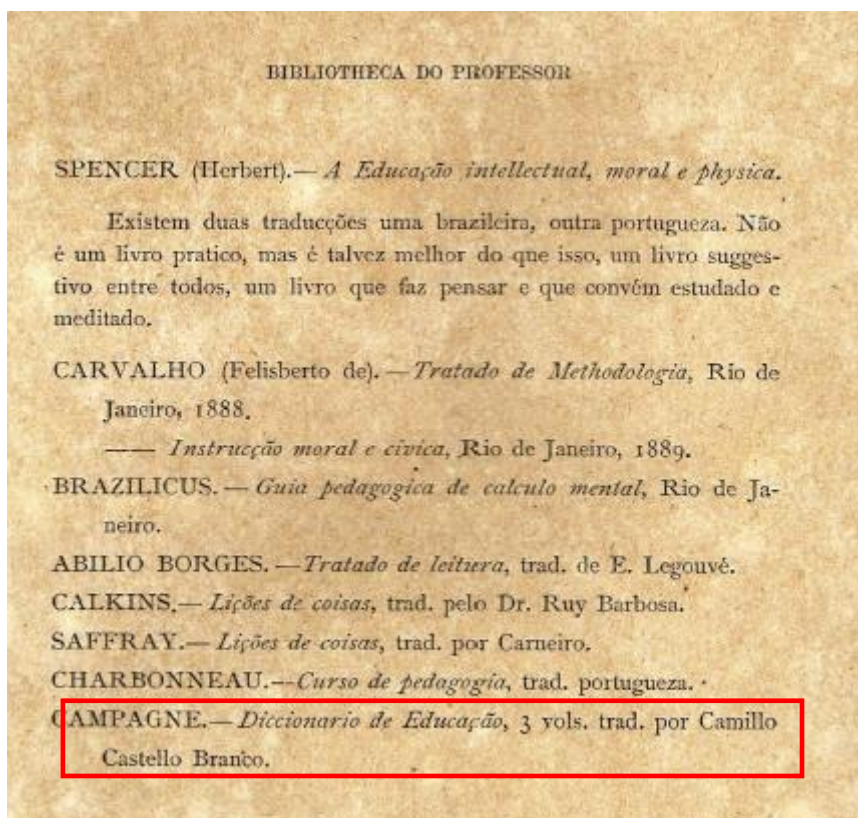 BIBLIOTHECA DO PROFESSOR
SPENCER (Herbert).— A Educação intellectual, moral e physica.
Existem duas traducções uma brazileira, outra portugueza. Não
é um livro pratico, mas é talvez melhor do que isso, um livro sugges-
tivo entre todos, um livro que faz pensar e que convém estudado e
meditado.
CARVALHO (Felisberto de). — Tratado de Methodologia, Rio de
Janeiro, 1888.
—— Instrucção moral e civica, Rio de Janeiro, 1889.
BRAZILICUS. — Guia pedagogica de calculo mental, Rio de Ja-
neiro.
ABILIO BORGES. — Tratado de leitura, trad. de E. Legouvé.
CALKINS.— Lições de coisas, trad. pelo Dr. Ruy Barbosa.
SAFFRAY.— Lições de coisas, trad. por Carneiro.
CHARBONNEAU.—Curso de pedagogia, trad. portugueza.
CAMPAGNE.— Diccionario de Educação, 3 vols. trad. por Camillo
Castello Branco.